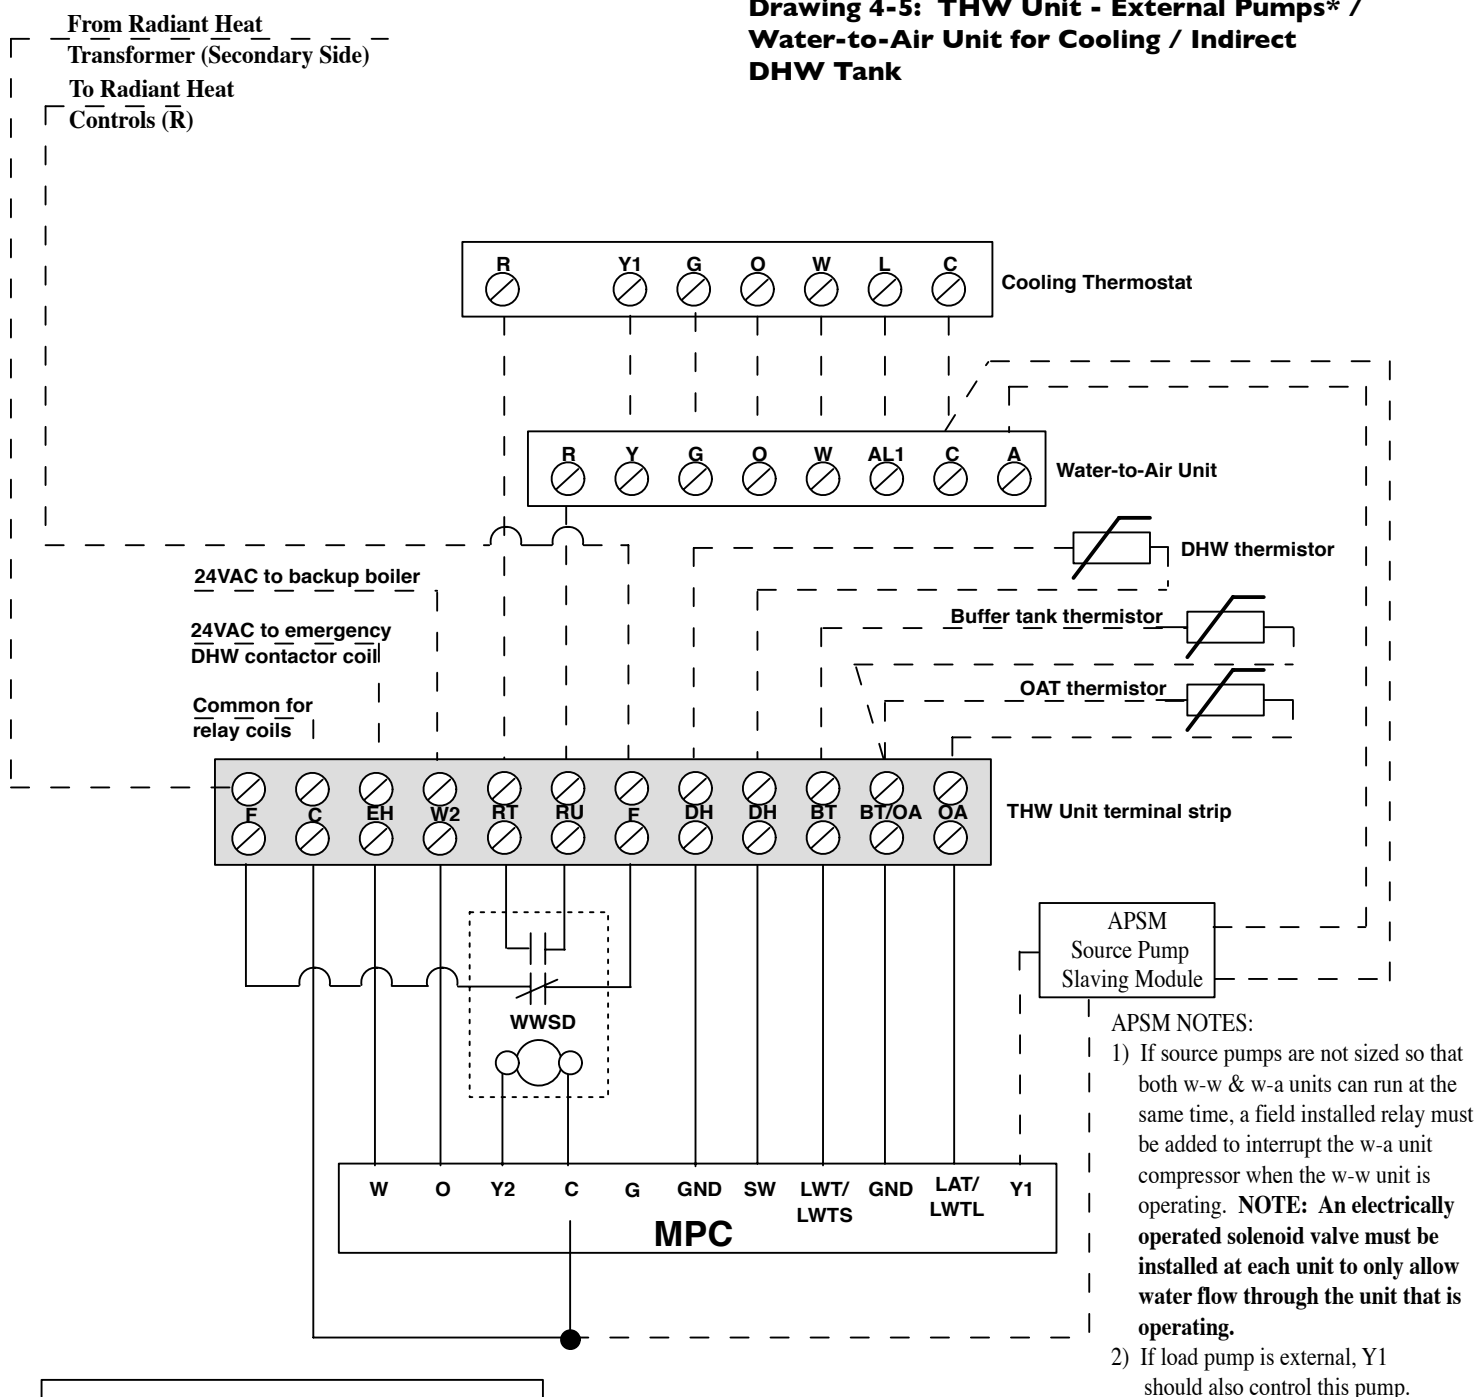 Drawing 4-5:  THW Unit - External Pumps* /
Water-to-Air Unit for Cooling / Indirect
DHW Tank
From Radiant Heat
Transformer (Secondary Side)
To Radiant Heat
Controls (R)
R Y1 G O W L C
Cooling Thermostat
R Y G O W AL1 C A
Water-to-Air Unit
DHW thermistor
24VAC to backup boiler
Buffer tank thermistor
24VAC to emergency
DHW contactor coil
OAT thermistor
Common for
relay coils
F C EH W2 RT RU F DH DH BT BT/OA OA
THW Unit terminal strip
APSM
Source Pump
Slaving Module
WWSD
APSM NOTES:
1) If source pumps are not sized so that
both w-w & w-a units can run at the
same time, a field installed relay must
be added to interrupt the w-a unit
compressor when the w-w unit is
operating. NOTE: An electrically
operated solenoid valve must be
installed at each unit to only allow
water flow through the unit that is
operating.
2) If load pump is external, Y1
should also control this pump.
W O Y2 C G GND SW LWT/ GND LAT/ Y1
LWTS LWTL
MPC